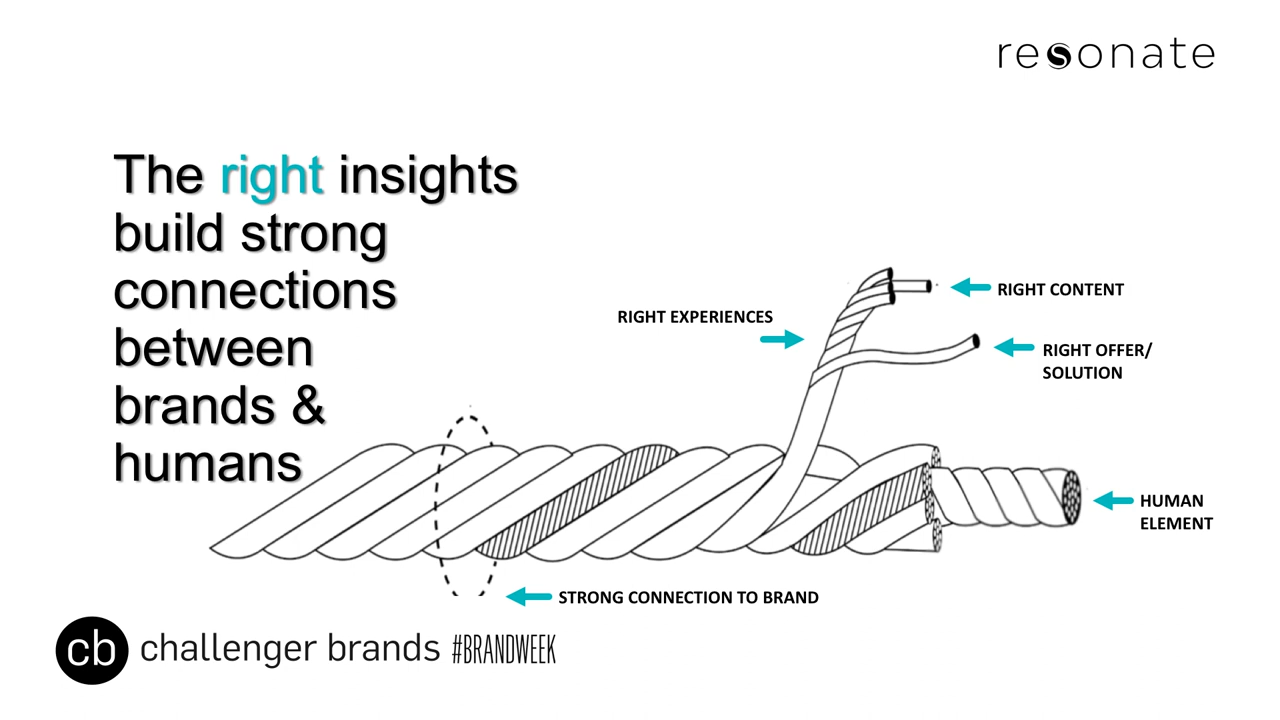 resonate
The right insights
build strong
connections
between
brands &
humans
RIGHT CONTENT
RIGHT EXPERIENCES
RIGHT OFFER/
SOLUTION
HUMAN
ELEMENT
STRONG CONNECTION TO BRAND
cb challenger brands #BRANDWEEK